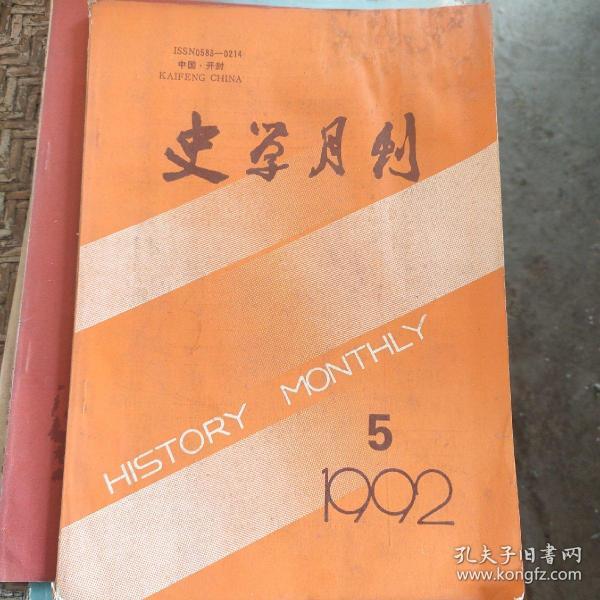 ISSN0583—0214
中国·开封
KAIFENG CHINA
史学月刊
HISTORY MONTHLY
5
1992
孔夫子旧书网
www.kongfz.com